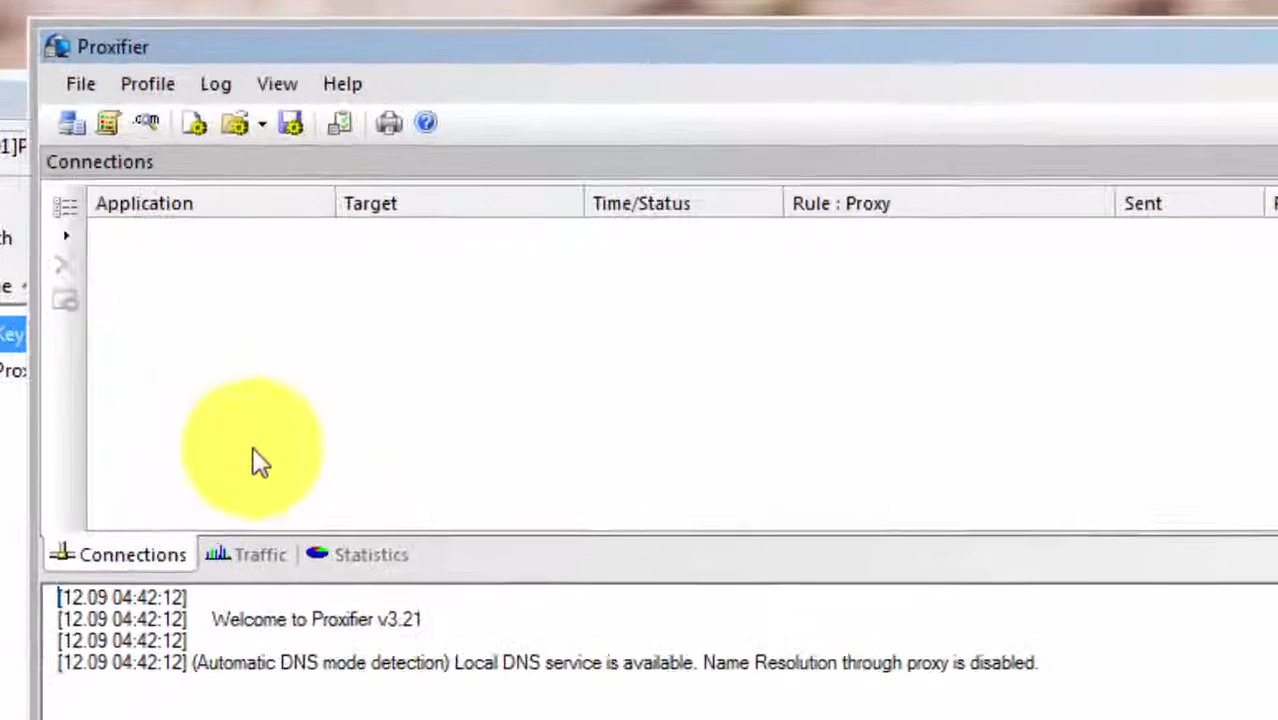 Proxifier
File Profile Log View Help
Connections
Application Target Time/Status Rule : Proxy Sent
Key
Connections Traffic Statistics
[12.09 04:42:12]
[12.09 04:42:12] Welcome to Proxifier v3.21
[12.09 04:42:12]
[12.09 04:42:12] (Automatic DNS mode detection) Local DNS service is available. Name Resolution through proxy is disabled.